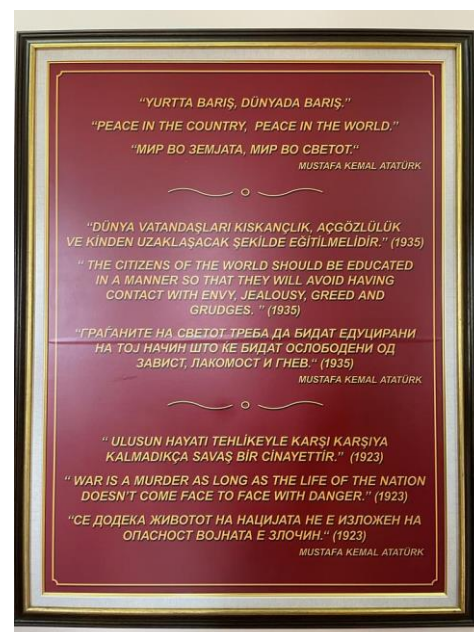 “YURTTA BARIŞ, DÜNYADA BARIŞ.”
“PEACE IN THE COUNTRY, PEACE IN THE WORLD.”
“МИР ВО ЗЕМЈАТА, МИР ВО СВЕТОТ.“
MUSTAFA KEMAL ATATÜRK
“DÜNYA VATANDAŞLARI KISKANÇLIK, AÇGÖZLÜLÜK
VE KİNDEN UZAKLAŞACAK ŞEKİLDE EĞİTİLMELİDİR.” (1935)
“ THE CITIZENS OF THE WORLD SHOULD BE EDUCATED
IN A MANNER SO THAT THEY WILL AVOID HAVING
CONTACT WITH ENVY, JEALOUSY, GREED AND
GRUDGES. ” (1935)
“ГРАЃАНИТЕ НА СВЕТОТ ТРЕБА ДА БИДАТ ЕДУЦИРАНИ
НА ТОЈ НАЧИН ШТО ЌЕ БИДАТ ОСЛОБОДЕНИ ОД
ЗАВИСТ, ЛАКОМОСТ И ГНЕВ.“ (1935)
MUSTAFA KEMAL ATATÜRK
“ ULUSUN HAYATI TEHLİKEYLE KARŞI KARŞIYA
KALMADIKÇA SAVAŞ BİR CİNAYETTİR.” (1923)
“ WAR IS A MURDER AS LONG AS THE LIFE OF THE NATION
DOESN’T COME FACE TO FACE WITH DANGER.” (1923)
“СЕ ДОДЕКА ЖИВОТОТ НА НАЦИЈАТА НЕ Е ИЗЛОЖЕН НА
ОПАСНОСТ ВОЈНАТА Е ЗЛОЧИН.“ (1923)
MUSTAFA KEMAL ATATÜRK